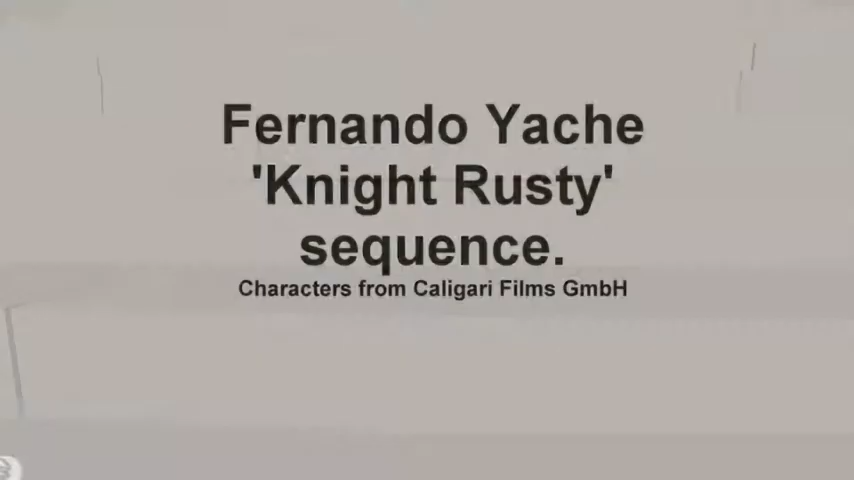 Fernando Yache
'Knight Rusty'
sequence.
Characters from Caligari Films GmbH